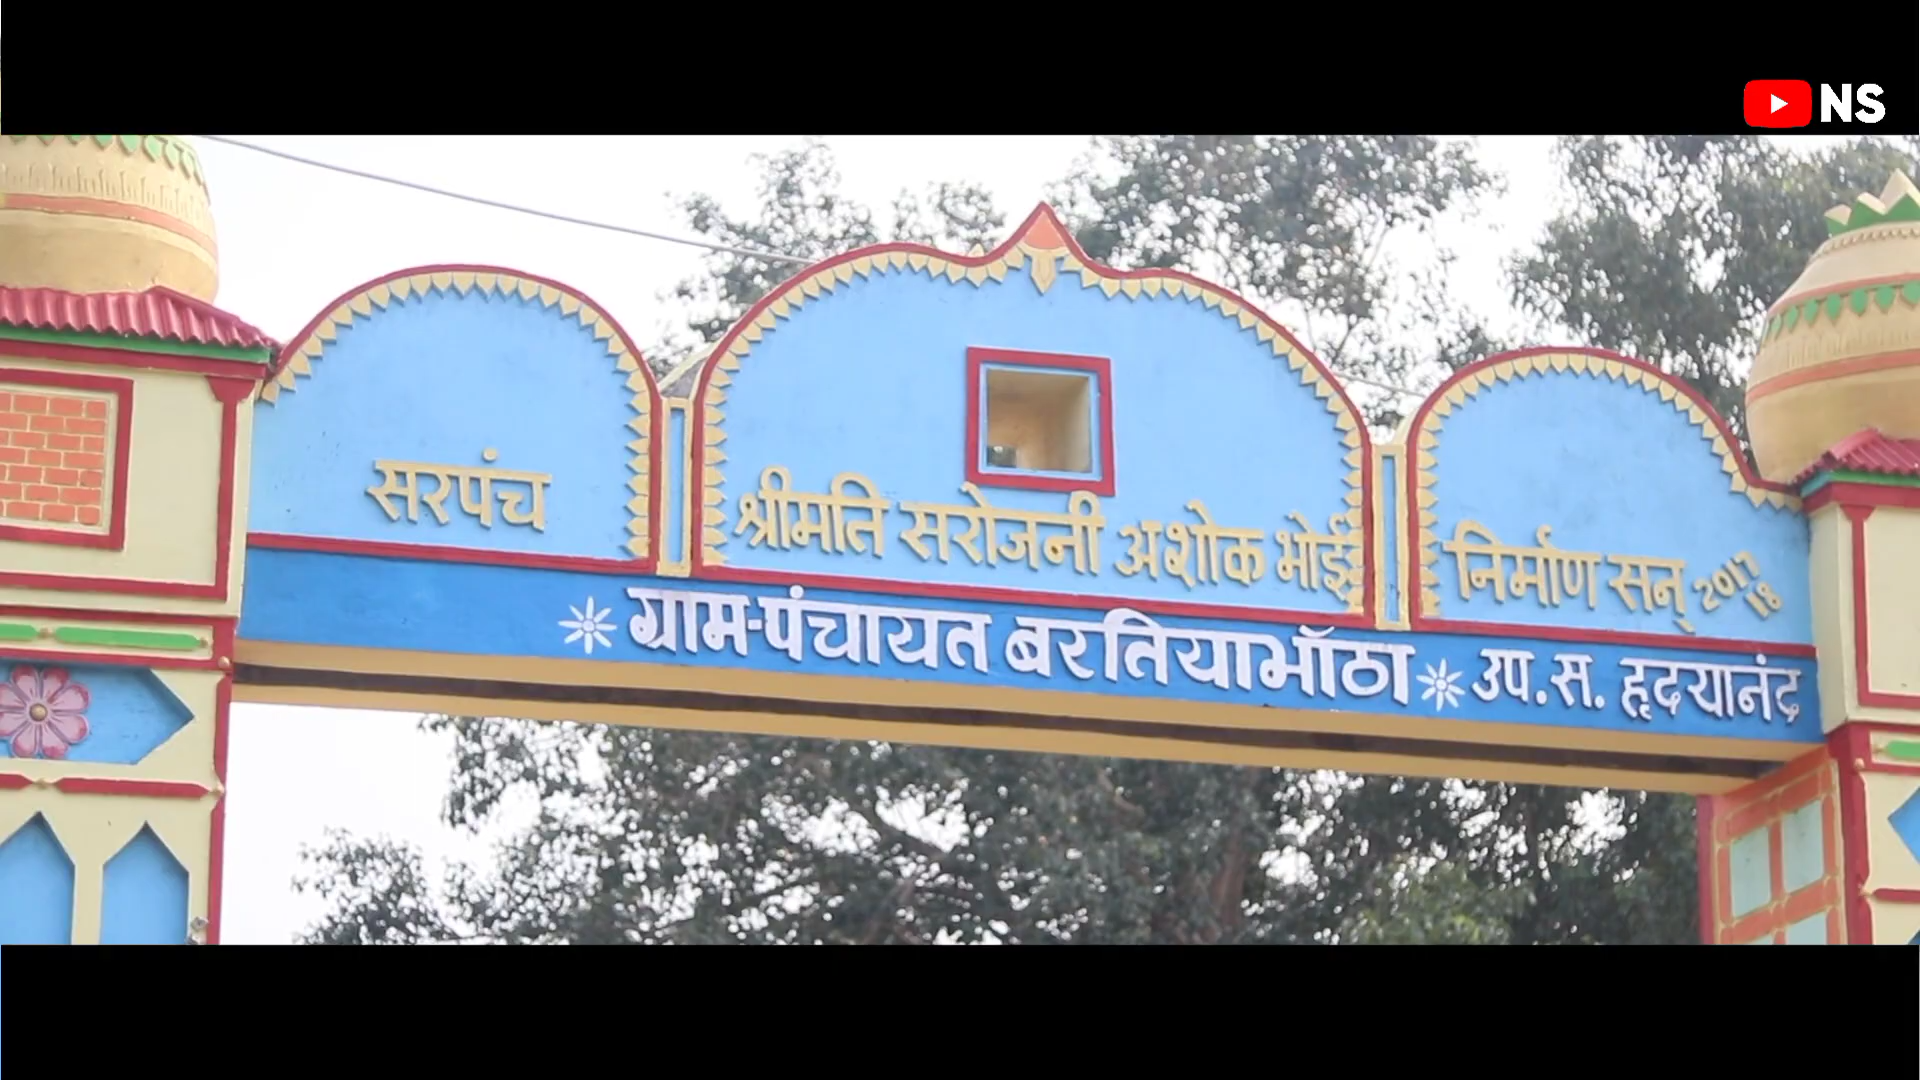 NS
सरपंच श्रीमति सरोजनी अशोक भोई निर्माण सन् 2017 18
ग्राम-पंचायत बरतियाभॉठा उप.स. हृदयानंद